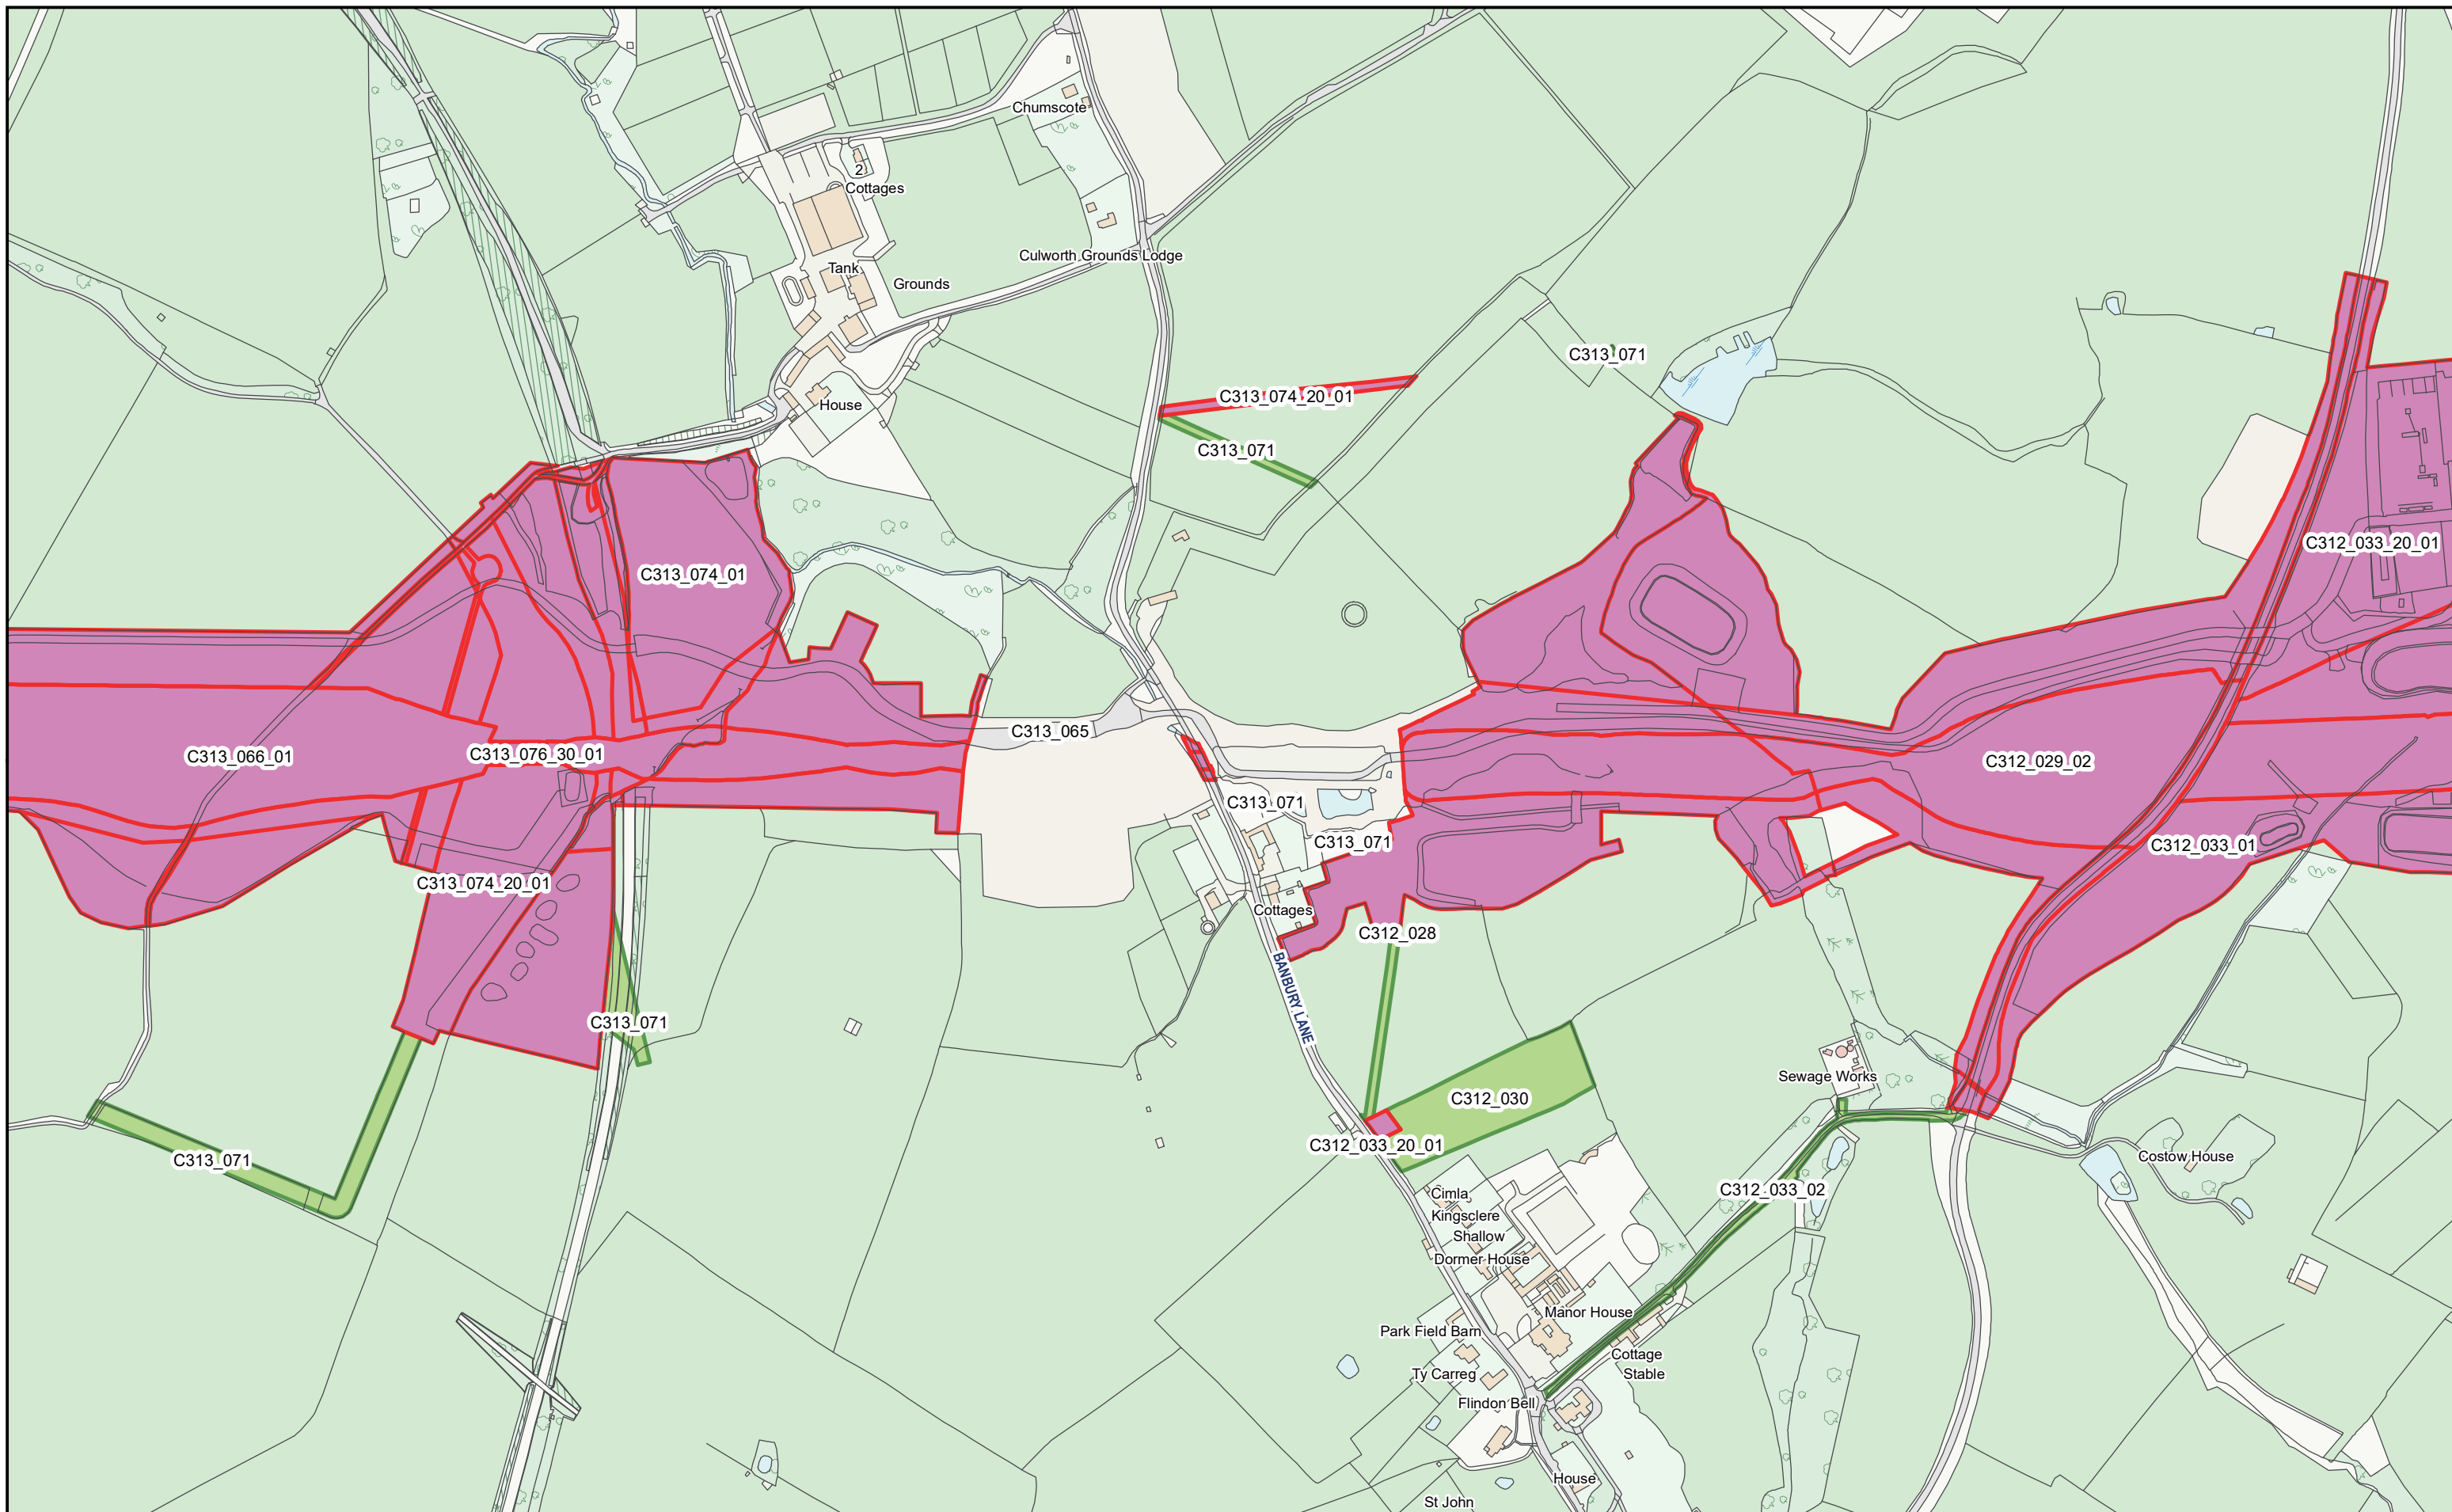 Chumscote
2
Cottages
Culworth Grounds Lodge
Tank
Grounds
C313_071
C313_074_20_01
House
C313_071
C312_033_20_01
C313_074_01
C313_065
C313_066_01
C313_076_30_01
C312_029_02
C313_071
C313_071
C312_033_01
C313_074_20_01
Cottages
C312_028
BANBURY LANE
C313_071
Sewage Works
C312_030
C312_033_20_01
Costow House
C313_071
C312_033_02
Cimla
Kingsclere
Shallow
Dormer House
Manor House
Park Field Barn
Cottage
Ty Carreg
Stable
Flindon Bell
House
St John